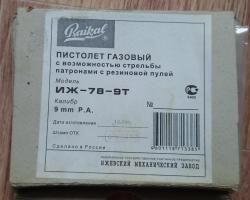 Baikal
ПИСТОЛЕТ ГАЗОВЫЙ
с возможностью стрельбы
патронами с резиновой пулей
Модель
ИЖ-78-9Т
Калибр
№
9 mm P.A.
Дата изготовления
Штамп ОТК
Сделано в России
ИЖЕВСКИЙ МЕХАНИЧЕСКИЙ ЗАВОД